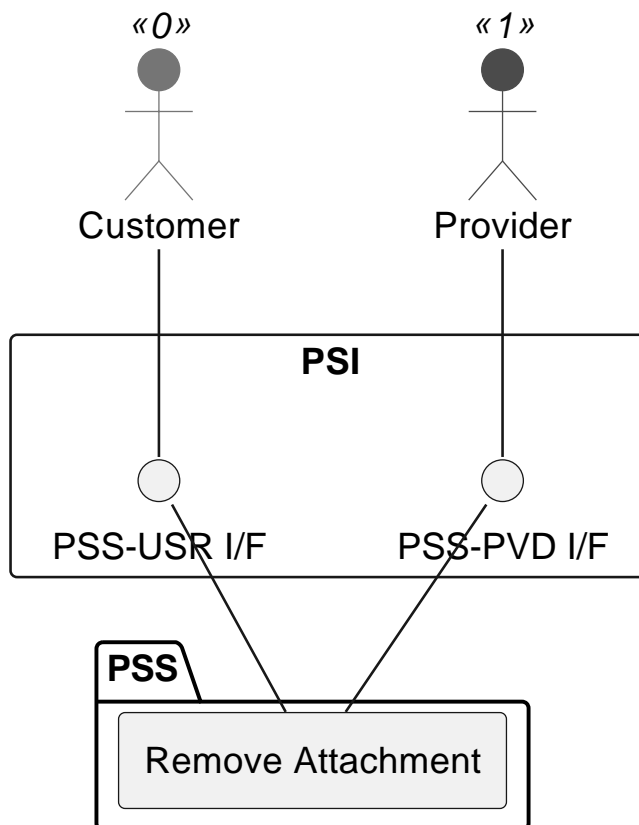 «0» «1»
Customer Provider
PSI
PSS-USR I/F PSS-PVD I/F
PSS
Remove Attachment